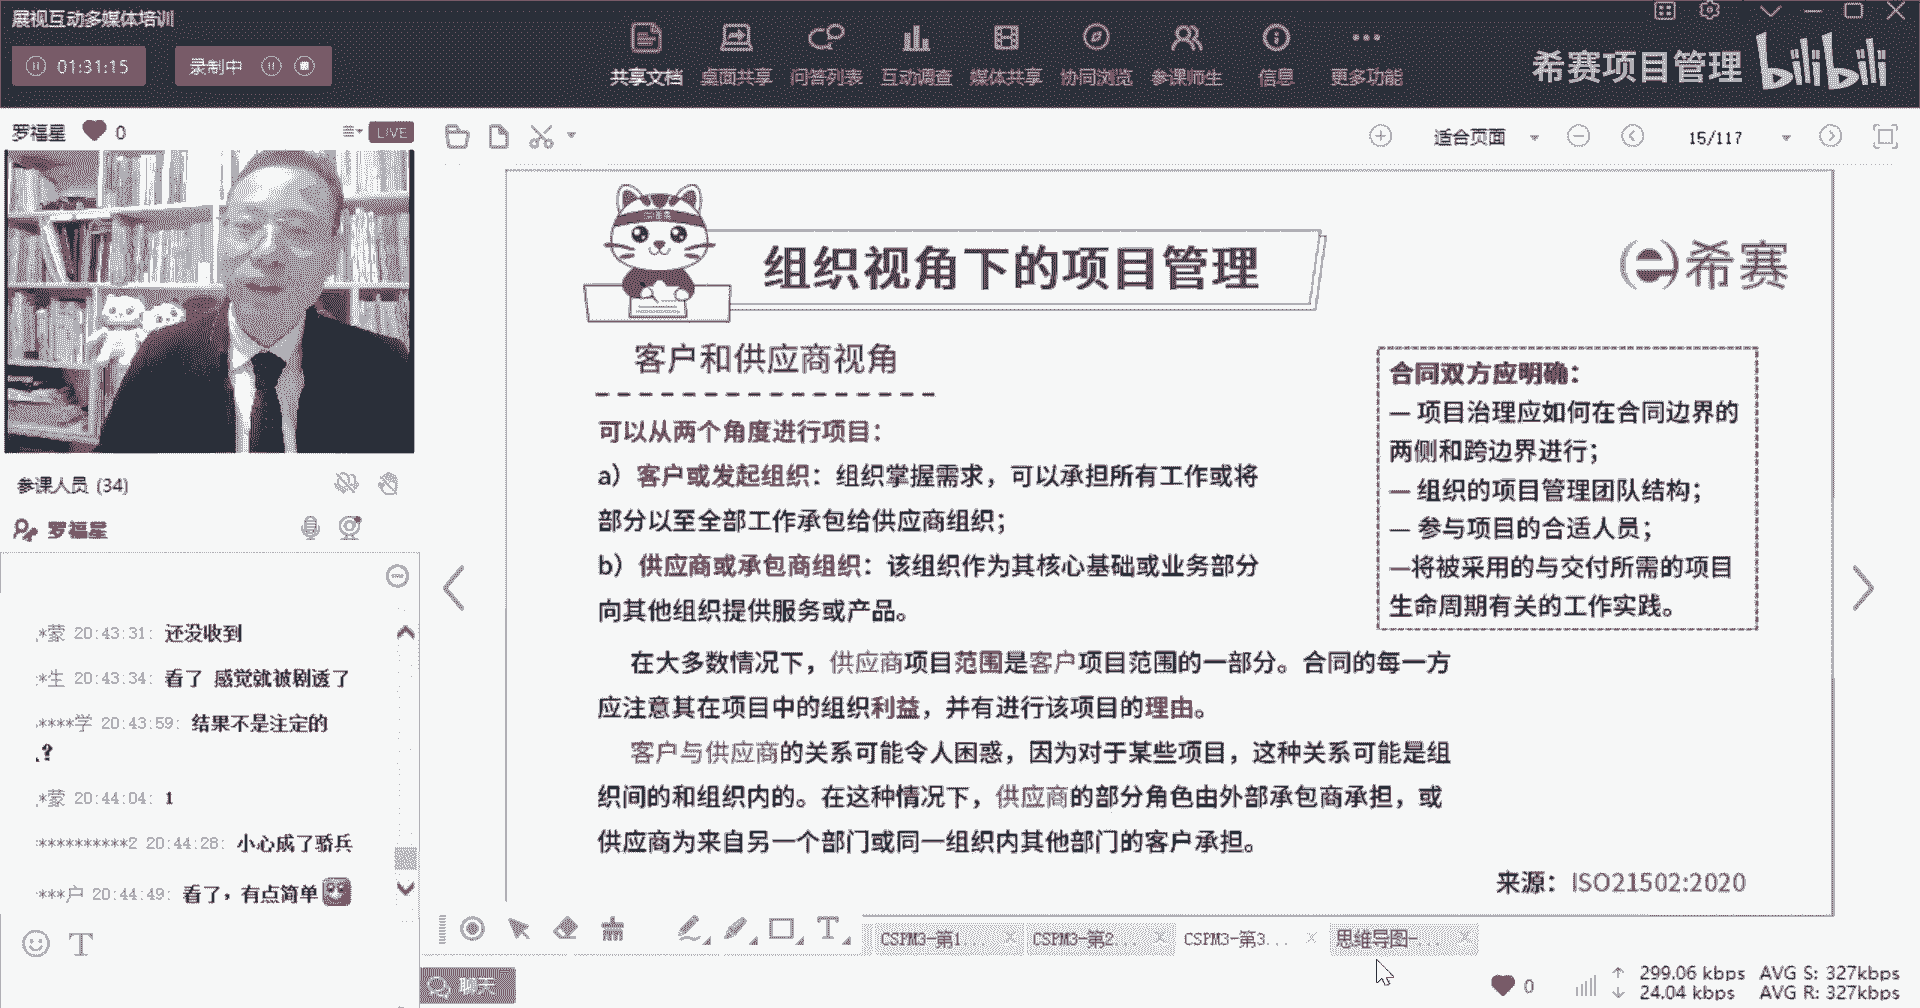 展视互动多媒体培训
01:31:15
录制中
共享文档 桌面共享 问答列表 互动调查 媒体共享 协同浏览 参课师生 信息 更多功能
希赛项目管理 bilibili
罗福星 0 LIVE
适合页面 15/117
组织视角下的项目管理
希赛
客户和供应商视角
可以从两个角度进行项目：
a）客户或发起组织：组织掌握需求，可以承担所有工作或将
部分以至全部工作承包给供应商组织；
b）供应商或承包商组织：该组织作为其核心基础或业务部分
向其他组织提供服务或产品。
合同双方应明确：
— 项目治理应如何在合同边界的
两侧和跨边界进行；
— 组织的项目管理团队结构；
— 参与项目的合适人员；
—将被采用的与交付所需的项目
生命周期有关的工作实践。
在大多数情况下，供应商项目范围是客户项目范围的一部分。合同的每一方
应注意其在项目中的组织利益，并有进行该项目的理由。
客户与供应商的关系可能令人困惑，因为对于某些项目，这种关系可能是组
织间的和组织内的。在这种情况下，供应商的部分角色由外部承包商承担，或
供应商为来自另一个部门或同一组织内其他部门的客户承担。
来源：ISO21502:2020
参课人员 (34)
罗福星
*蒙 20:43:31: 还没收到
*生 20:43:34: 看了 感觉就被剧透了
****学 20:43:59: 结果不是注定的
?
*蒙 20:44:04: 1
**********2 20:44:28: 小心成了骄兵
***户 20:44:49: 看了，有点简单
T
CSPM3-第1... CSPM3-第2... CSPM3-第3... 思维导图-...
聊天
0
299.06 kbps AVG S: 327kbps
24.04 kbps AVG R: 327kbps